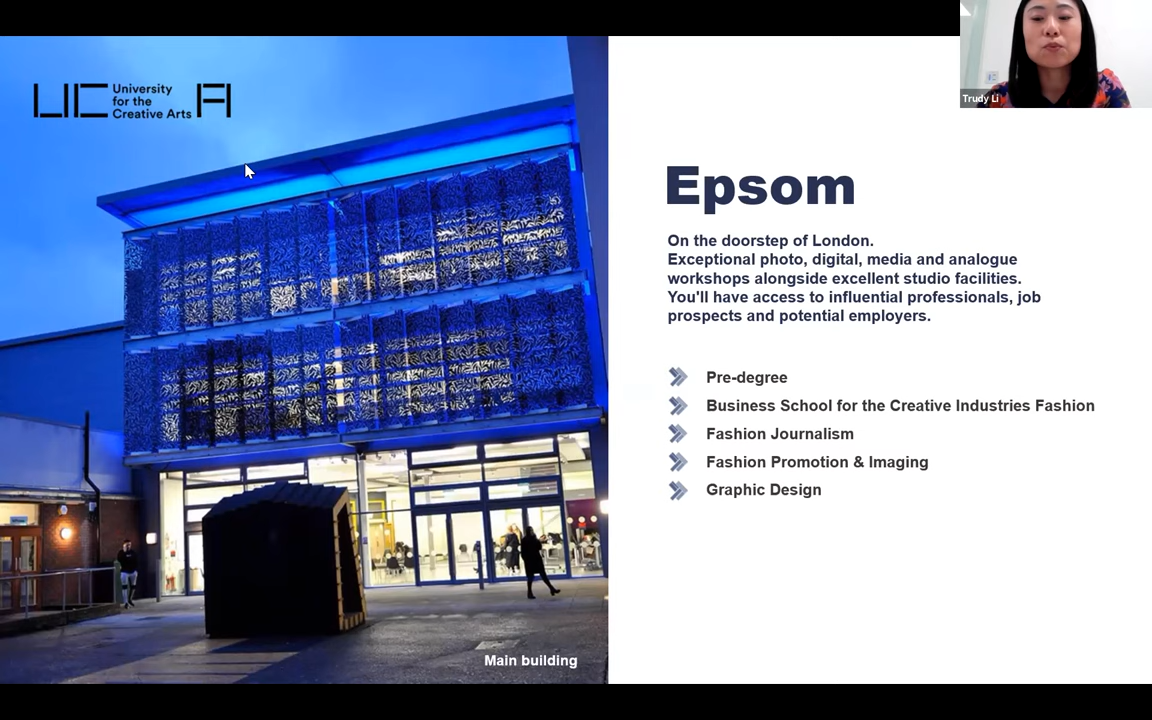 UC
University
for the
Creative Arts
A
Trudy Li
Epsom
On the doorstep of London.
Exceptional photo, digital, media and analogue
workshops alongside excellent studio facilities.
You'll have access to influential professionals, job
prospects and potential employers.
Pre-degree
Business School for the Creative Industries Fashion
Fashion Journalism
Fashion Promotion & Imaging
Graphic Design
Main building